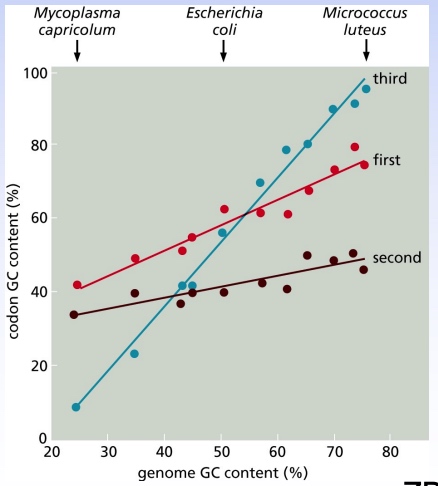 Mycoplasma
capricolum
Escherichia
coli
Micrococcus
luteus
100
80
60
40
20
0
codon GC content (%)
third
first
second
20 30 40 50 60 70 80
genome GC content (%)